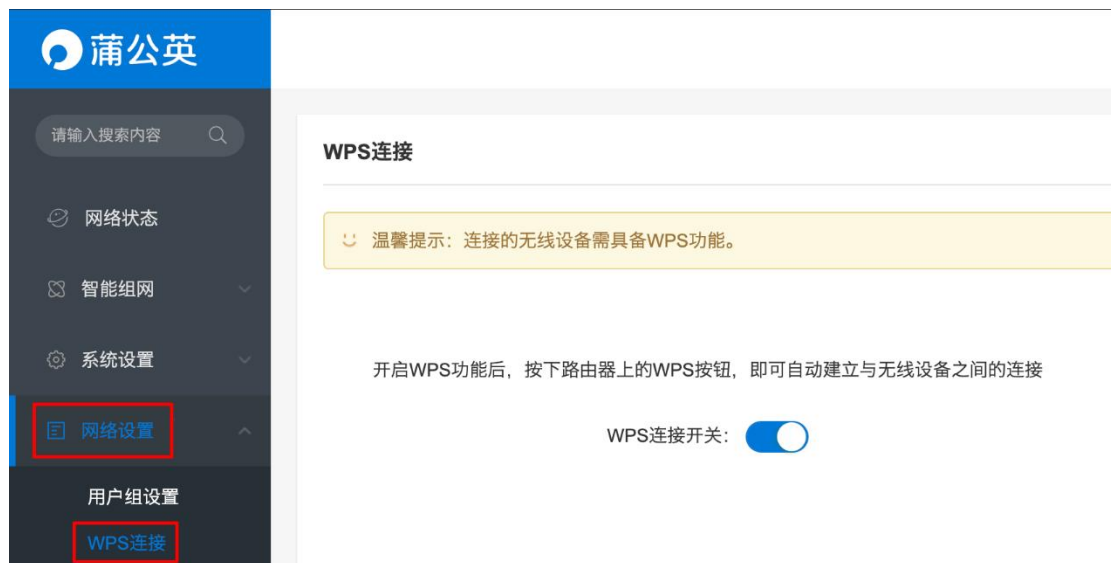 蒲公英
请输入搜索内容
网络状态
智能组网
系统设置
网络设置
用户组设置
WPS连接
WPS连接
温馨提示：连接的无线设备需具备WPS功能。
开启WPS功能后，按下路由器上的WPS按钮，即可自动建立与无线设备之间的连接
WPS连接开关：